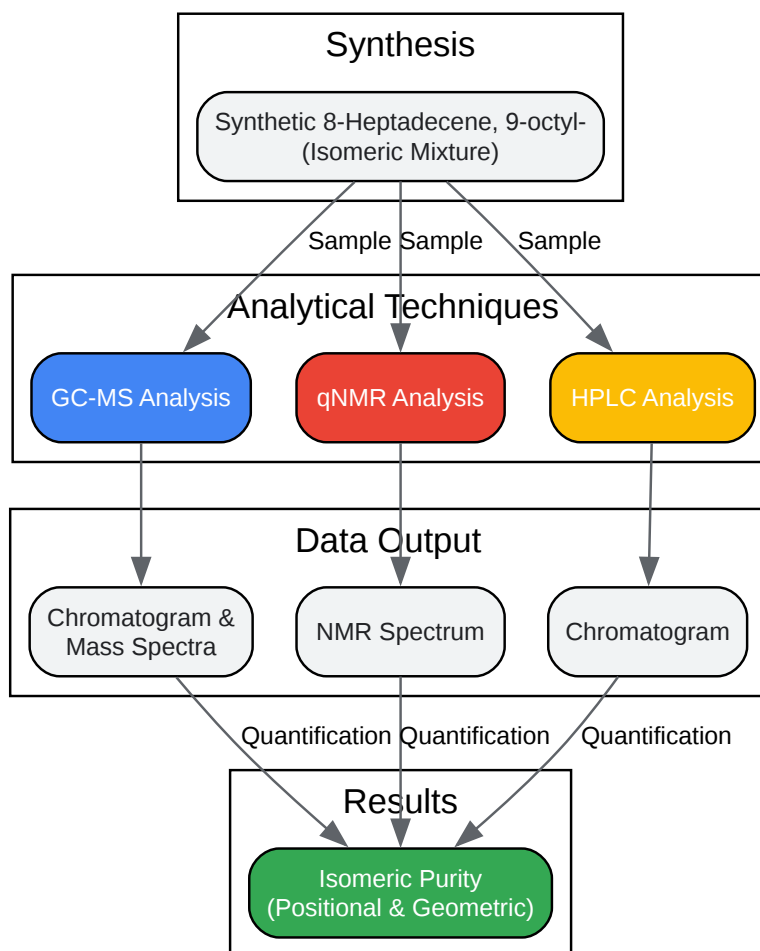 Synthesis
Synthetic 8-Heptadecene, 9-octyl-
(Isomeric Mixture)
Sample
Sample
Sample
Analytical Techniques
GC-MS Analysis
qNMR Analysis
HPLC Analysis
Data Output
Chromatogram &
Mass Spectra
NMR Spectrum
Chromatogram
Quantification
Quantification
Quantification
Results
Isomeric Purity
(Positional & Geometric)